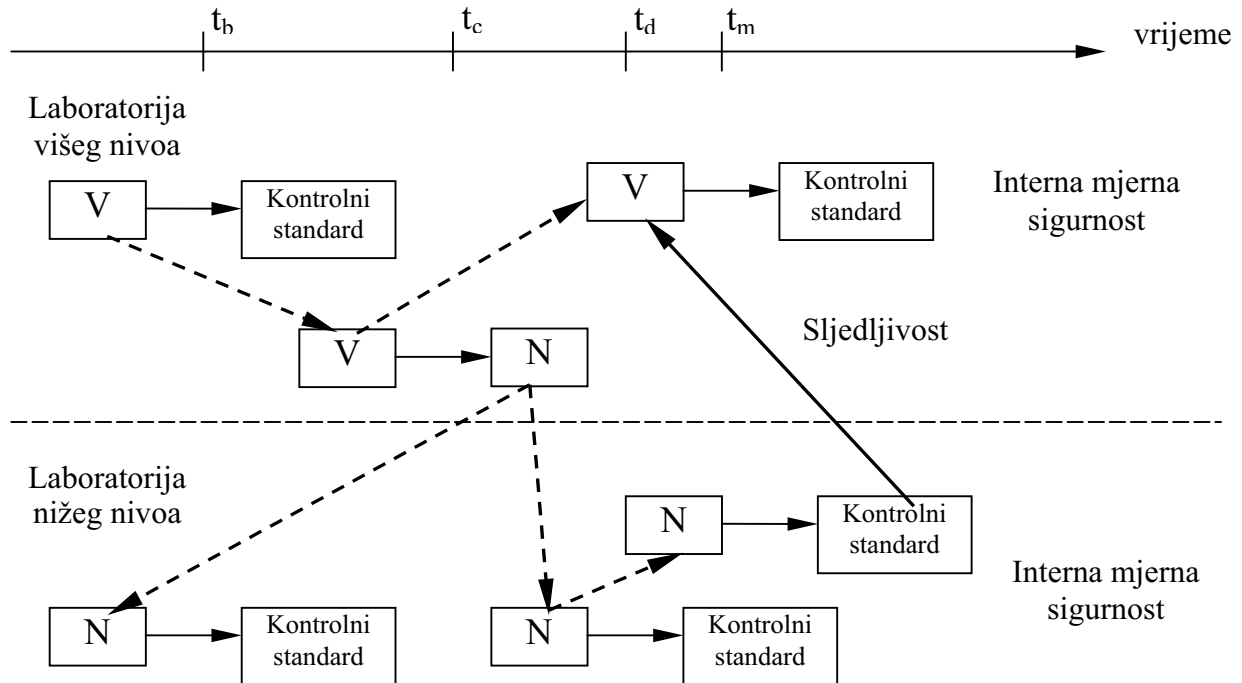 t_b
t_c
t_d
t_m
vrijeme
Laboratorija
višeg nivoa
V
Kontrolni
standard
V
Kontrolni
standard
Interna mjerna
sigurnost
V
N
Sljedljivost
Laboratorija
nižeg nivoa
N
Kontrolni
standard
Interna mjerna
sigurnost
N
Kontrolni
standard
N
Kontrolni
standard